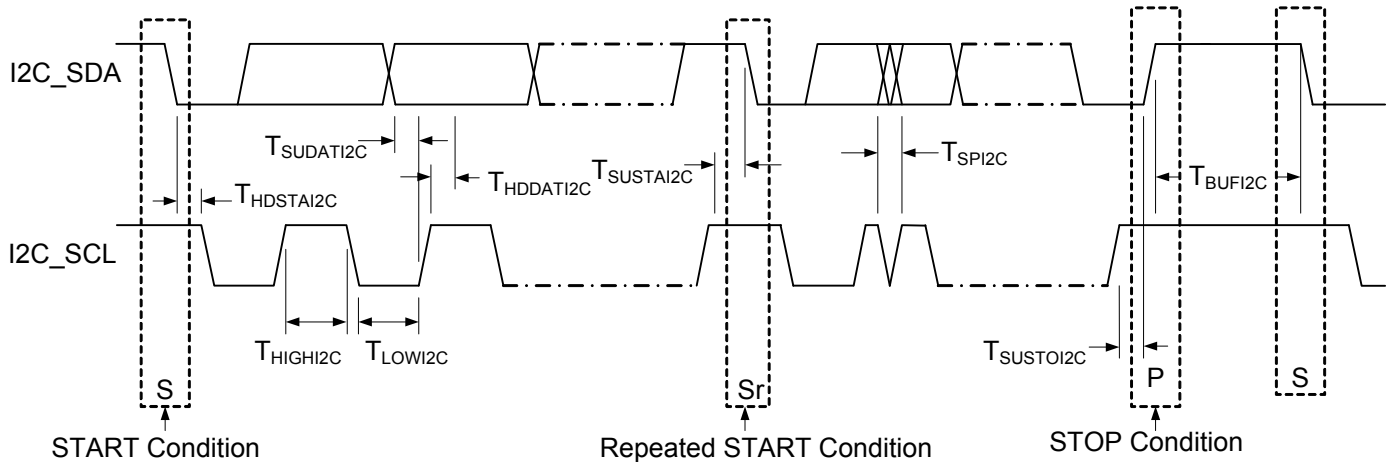 I2C_SDA
TSUDATI2C
THDDATI2C
TSUSTAI2C
TSPI2C
TBUFI2C
THDSTAI2C
I2C_SCL
THIGHI2C
TLOWI2C
TSUSTOI2C
S
Sr
P
S
START Condition
Repeated START Condition
STOP Condition